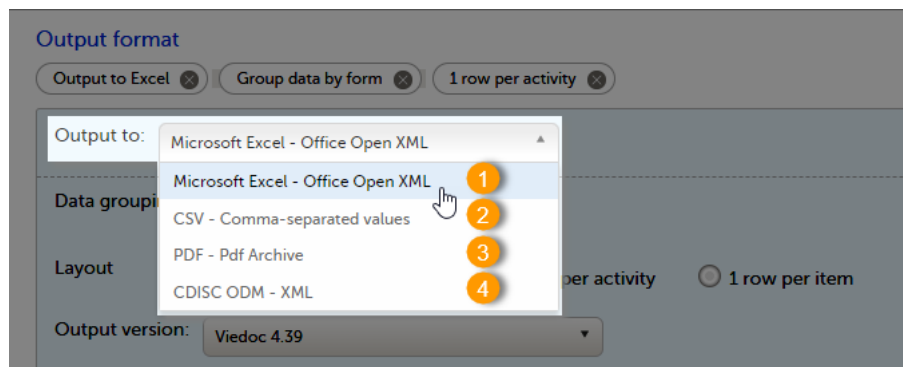 Output format
Output to Excel Group data by form 1 row per activity
Output to: Microsoft Excel - Office Open XML
Microsoft Excel - Office Open XML 1
Data groupi
CSV - Comma-separated values 2
PDF - Pdf Archive 3
Layout per activity 1 row per item
CDISC ODM - XML 4
Output version: Viedoc 4.39